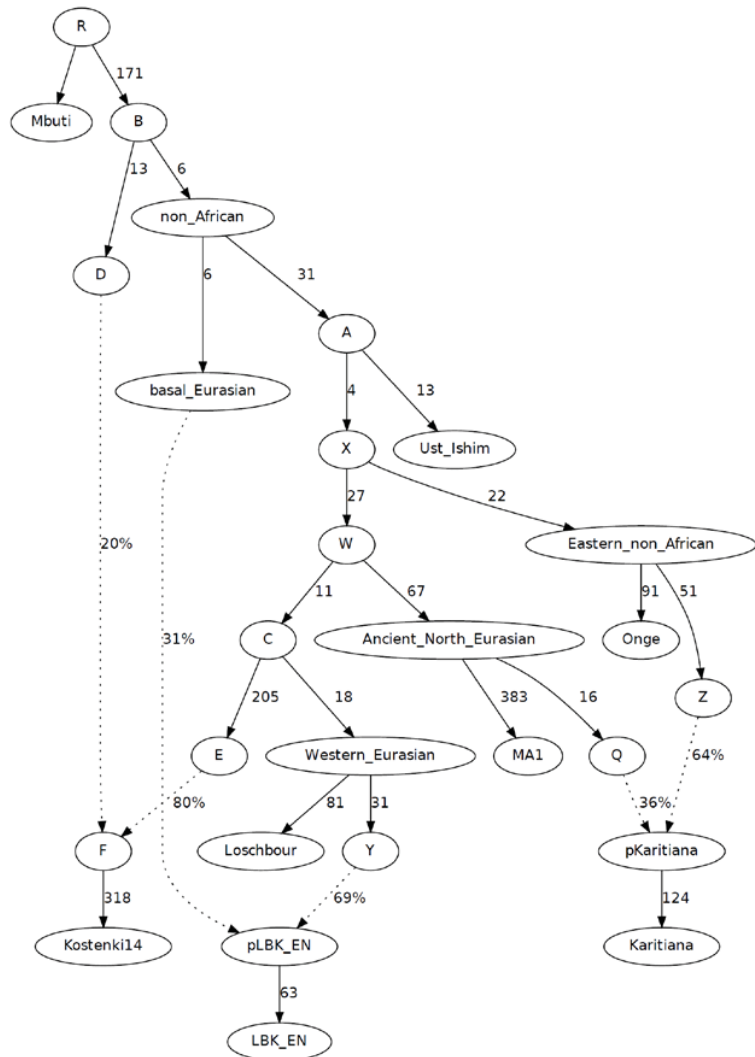 R
171
Mbuti
B
13
6
non_African
D
6
31
A
basal_Eurasian
4
13
X
Ust_Ishim
27
22
20%
W
Eastern_non_African
11
67
91
51
31%
C
Ancient_North_Eurasian
Onge
205
18
383
16
Z
E
Western_Eurasian
MA1
Q
64%
80%
81
31
36%
F
Loschbour
Y
pKaritiana
318
69%
124
Kostenki14
pLBK_EN
Karitiana
63
LBK_EN